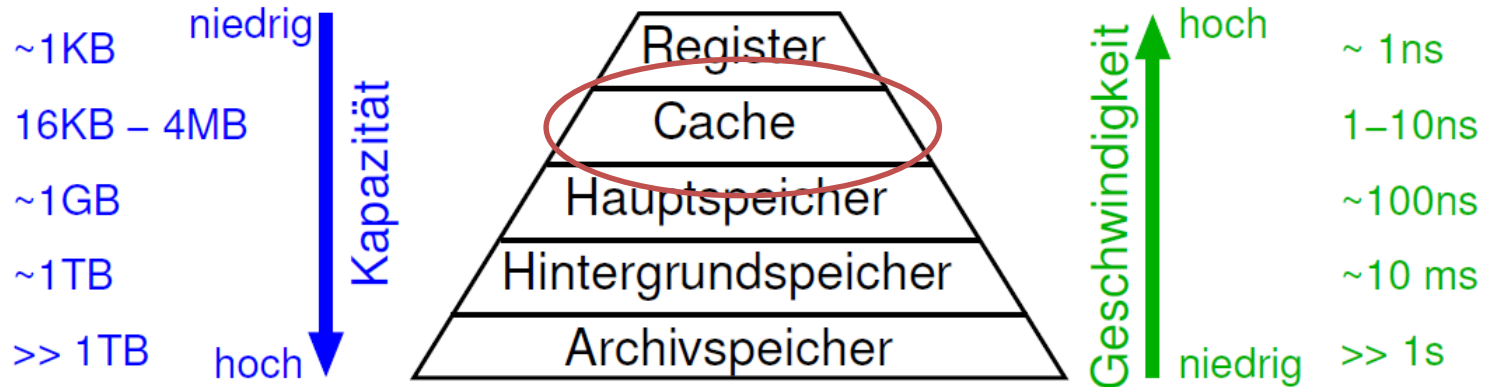 niedrig
~1KB
16KB – 4MB
~1GB
~1TB
>> 1TB
hoch
Kapazität
Register
Cache
Hauptspeicher
Hintergrundspeicher
Archivspeicher
Geschwindigkeit
hoch
niedrig
~ 1ns
1–10ns
~100ns
~10 ms
>> 1s